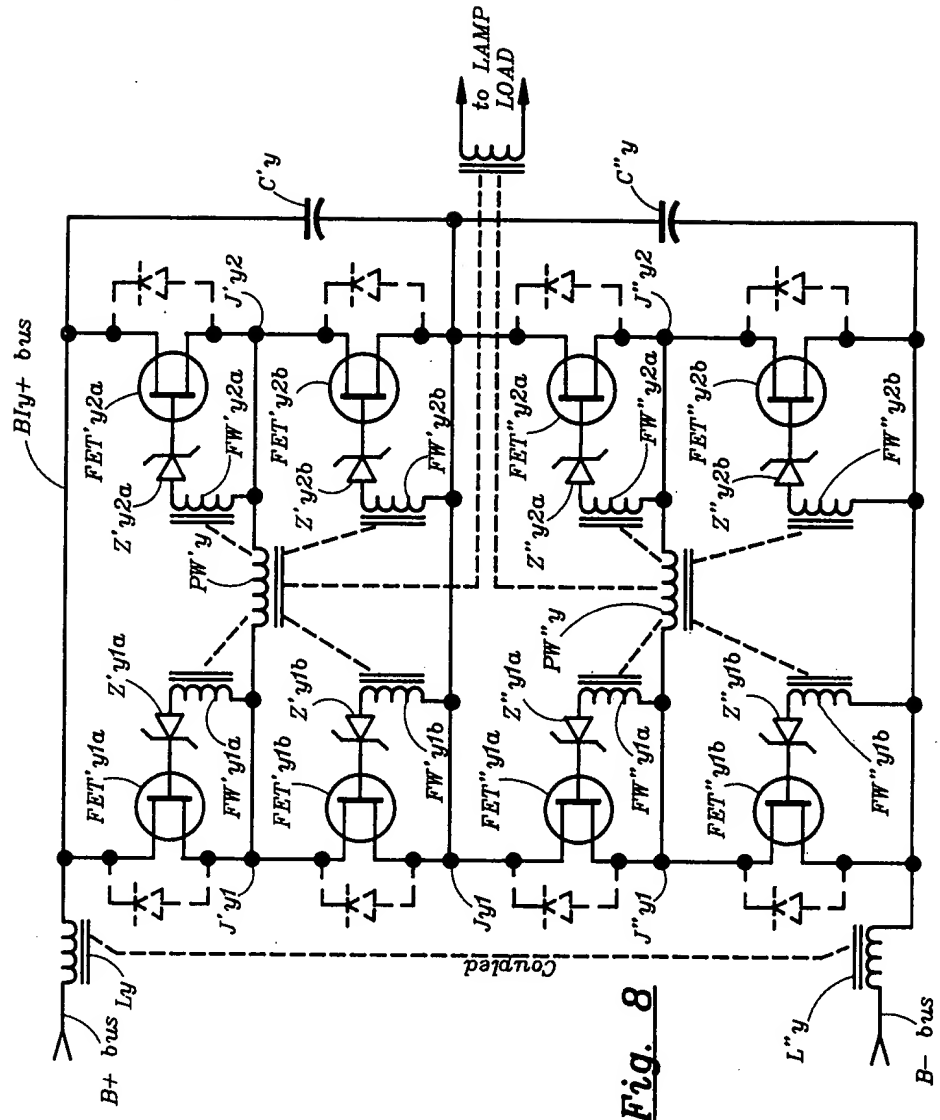 BIy+ bus
B+ bus
Ly
FET'y1a
Z'y1a
FW'y1a
J'y1
PW'y
FET'y2a
Z'y2a
FW'y2a
J'y2
C'y
FET'y1b
Z'y1b
FW'y1b
Jy1
FET'y2b
Z'y2b
FW'y2b
to LAMP
LOAD
Coupled
FET"y1a
Z"y1a
FW"y1a
J"y1
PW"y
FET"y2a
Z"y2a
FW"y2a
J"y2
C"y
FET"y1b
Z"y1b
FW"y1b
FET"y2b
Z"y2b
FW"y2b
L"y
B- bus
Fig. 8